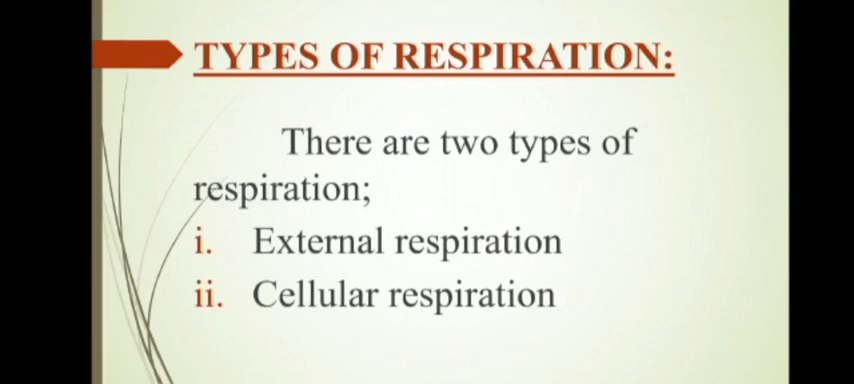 TYPES OF RESPIRATION:
There are two types of
respiration;
i. External respiration
ii. Cellular respiration